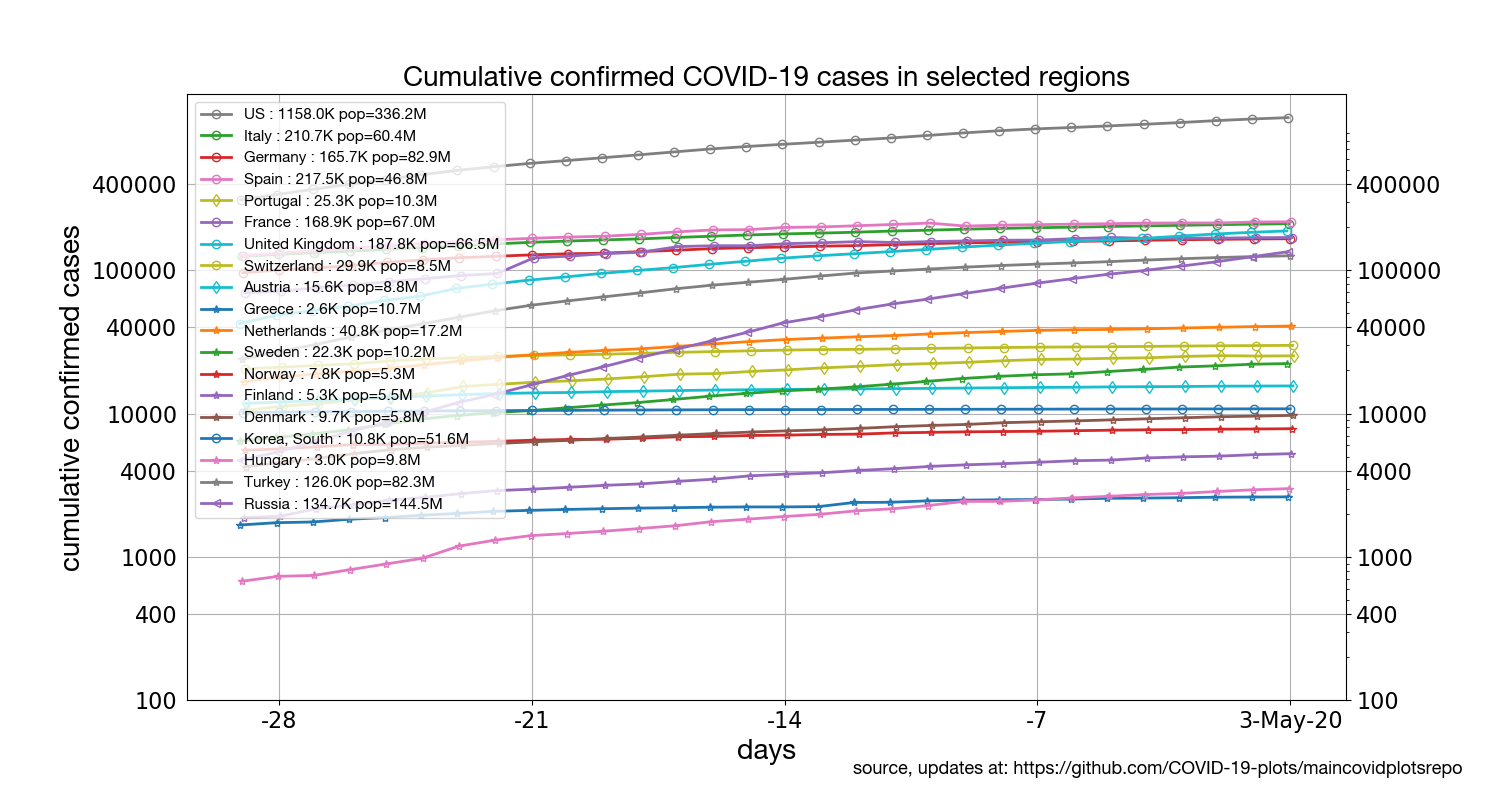 Cumulative confirmed COVID-19 cases in selected regions
US : 1158.0K pop=336.2M
Italy : 210.7K pop=60.4M
Germany : 165.7K pop=82.9M
Spain : 217.5K pop=46.8M
Portugal : 25.3K pop=10.3M
France : 168.9K pop=67.0M
United Kingdom : 187.8K pop=66.5M
Switzerland : 29.9K pop=8.5M
Austria : 15.6K pop=8.8M
Greece : 2.6K pop=10.7M
Netherlands : 40.8K pop=17.2M
Sweden : 22.3K pop=10.2M
Norway : 7.8K pop=5.3M
Finland : 5.3K pop=5.5M
Denmark : 9.7K pop=5.8M
Korea, South : 10.8K pop=51.6M
Hungary : 3.0K pop=9.8M
Turkey : 126.0K pop=82.3M
Russia : 134.7K pop=144.5M
cumulative confirmed cases
400000
100000
40000
10000
4000
1000
400
100
400000
100000
40000
10000
4000
1000
400
100
-28
-21
-14
-7
3-May-20
days
source, updates at: https://github.com/COVID-19-plots/maincovidplotsrepo